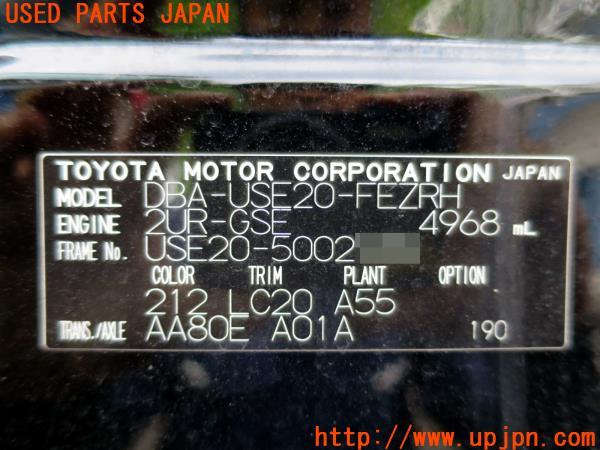 USED PARTS JAPAN
TOYOTA MOTOR CORPORATION JAPAN
MODEL DBA-USE20-FEZRH
ENGINE 2UR-GSE 4968 mL
FRAME No. USE20-5002
COLOR TRIM PLANT OPTION
212 LC20 A55
TRANS./AXLE AA80E A01A 190
UPJ
http://www.upjpn.com